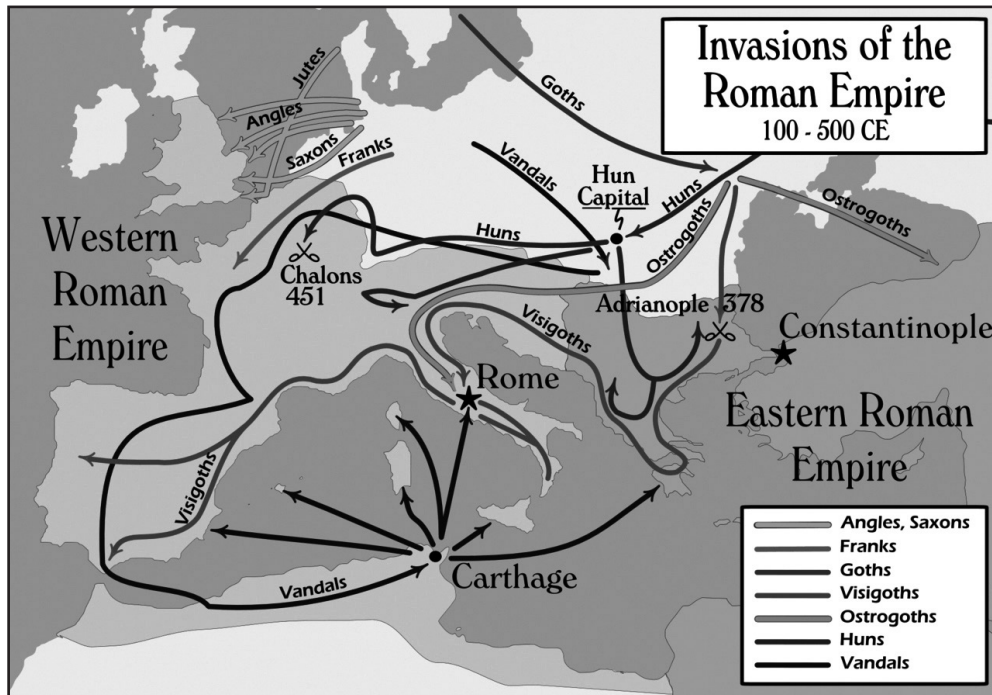 Invasions of the
Roman Empire
100 - 500 CE
Jutes
Angles
Saxons
Franks
Goths
Vandals
Hun
Capital
Huns
Ostrogoths
Huns
Ostrogoths
Western
Roman
Empire
Chalons
451
Adrianople 378
Visigoths
Constantinople
Rome
Eastern Roman
Empire
Visigoths
Vandals
Carthage
Angles, Saxons
Franks
Goths
Visigoths
Ostrogoths
Huns
Vandals